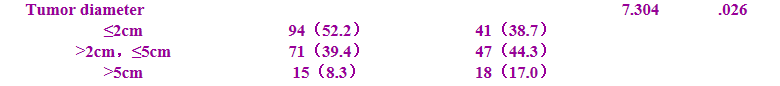 Tumor diameter 7.304 .026
≤2cm 94（52.2） 41（38.7）
>2cm，≤5cm 71（39.4） 47（44.3）
>5cm 15（8.3） 18（17.0）